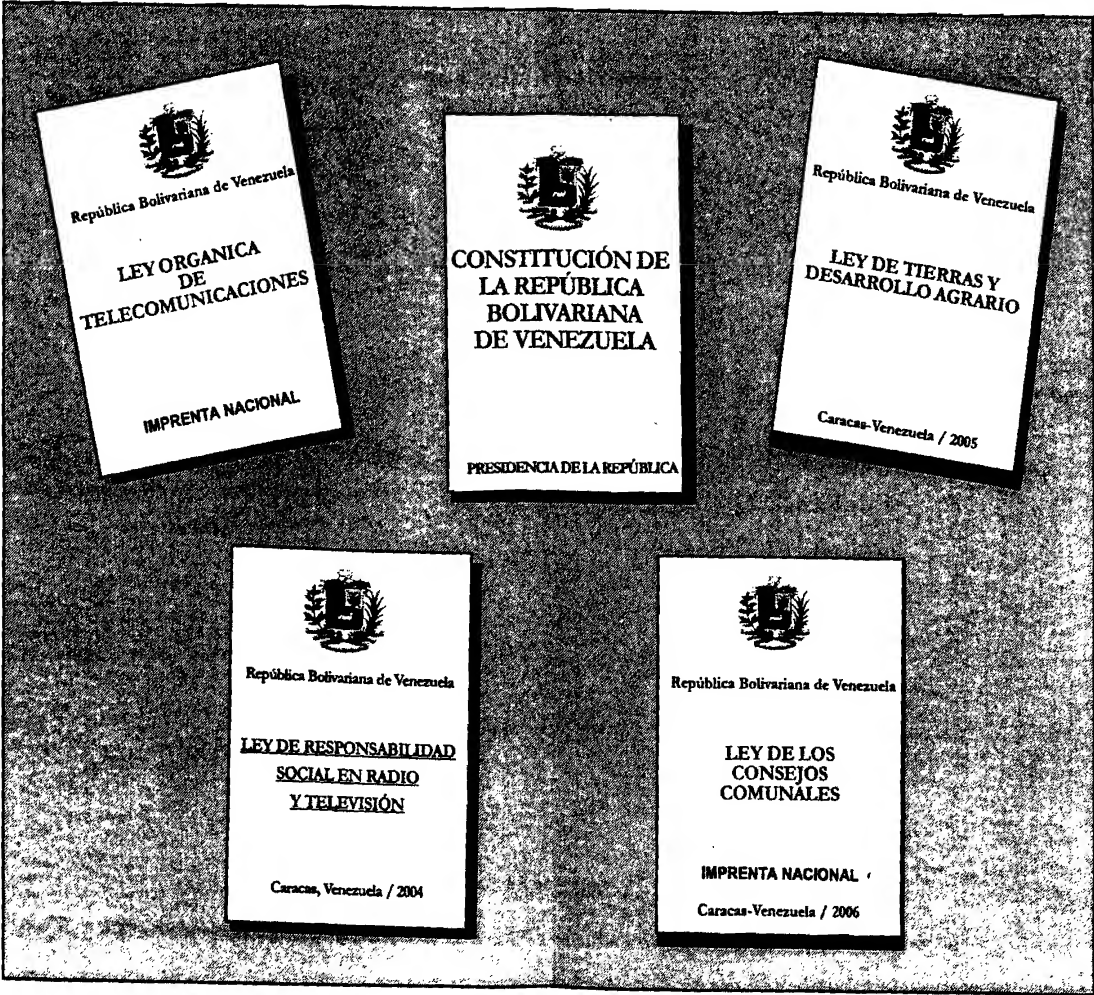 República Bolivariana de Venezuela
LEY ORGANICA
DE
TELECOMUNICACIONES
IMPRENTA NACIONAL
CONSTITUCIÓN DE
LA REPÚBLICA
BOLIVARIANA
DE VENEZUELA
PRESIDENCIA DE LA REPÚBLICA
República Bolivariana de Venezuela
LEY DE TIERRAS Y
DESARROLLO AGRARIO
Caracas-Venezuela / 2005
República Bolivariana de Venezuela
LEY DE RESPONSABILIDAD
SOCIAL EN RADIO
Y TELEVISIÓN
Caracas, Venezuela / 2004
República Bolivariana de Venezuela
LEY DE LOS
CONSEJOS
COMUNALES
IMPRENTA NACIONAL
Caracas-Venezuela / 2006